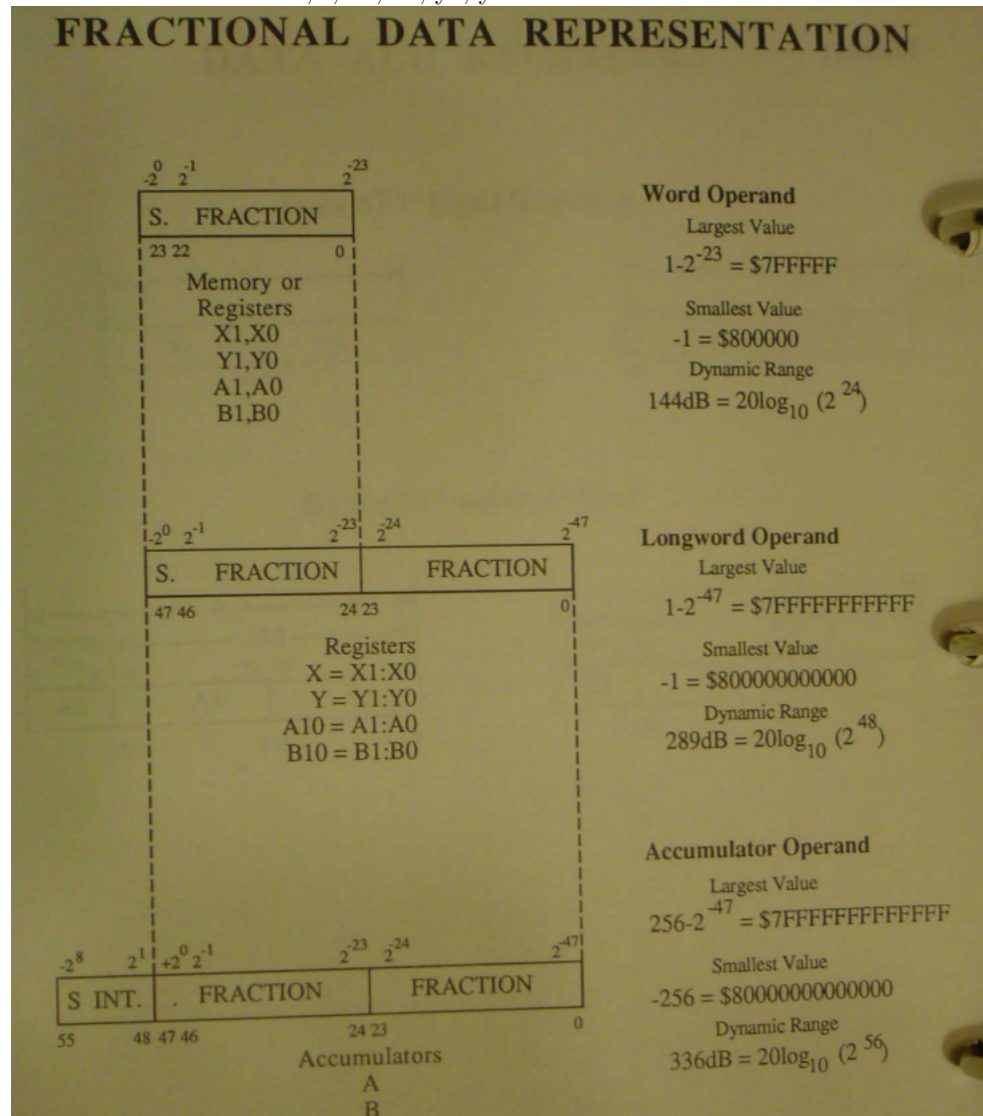 FRACTIONAL DATA REPRESENTATION
-2^0 2^-1 2^-23
S. FRACTION
23 22 0
Memory or
Registers
X1,X0
Y1,Y0
A1,A0
B1,B0
Word Operand
Largest Value
1-2^-23 = $7FFFFF
Smallest Value
-1 = $800000
Dynamic Range
144dB = 20log10 (2^24)
-2^0 2^-1 2^-23 2^-24 2^-47
S. FRACTION FRACTION
47 46 24 23 0
Registers
X = X1:X0
Y = Y1:Y0
A10 = A1:A0
B10 = B1:B0
Longword Operand
Largest Value
1-2^-47 = $7FFFFFFFFFFF
Smallest Value
-1 = $800000000000
Dynamic Range
289dB = 20log10 (2^48)
-2^8 2^1 +2^0 2^-1 2^-23 2^-24 2^-47
S INT. . FRACTION FRACTION
55 48 47 46 24 23 0
Accumulators
A
B
Accumulator Operand
Largest Value
256-2^-47 = $7FFFFFFFFFFFFF
Smallest Value
-256 = $80000000000000
Dynamic Range
336dB = 20log10 (2^56)